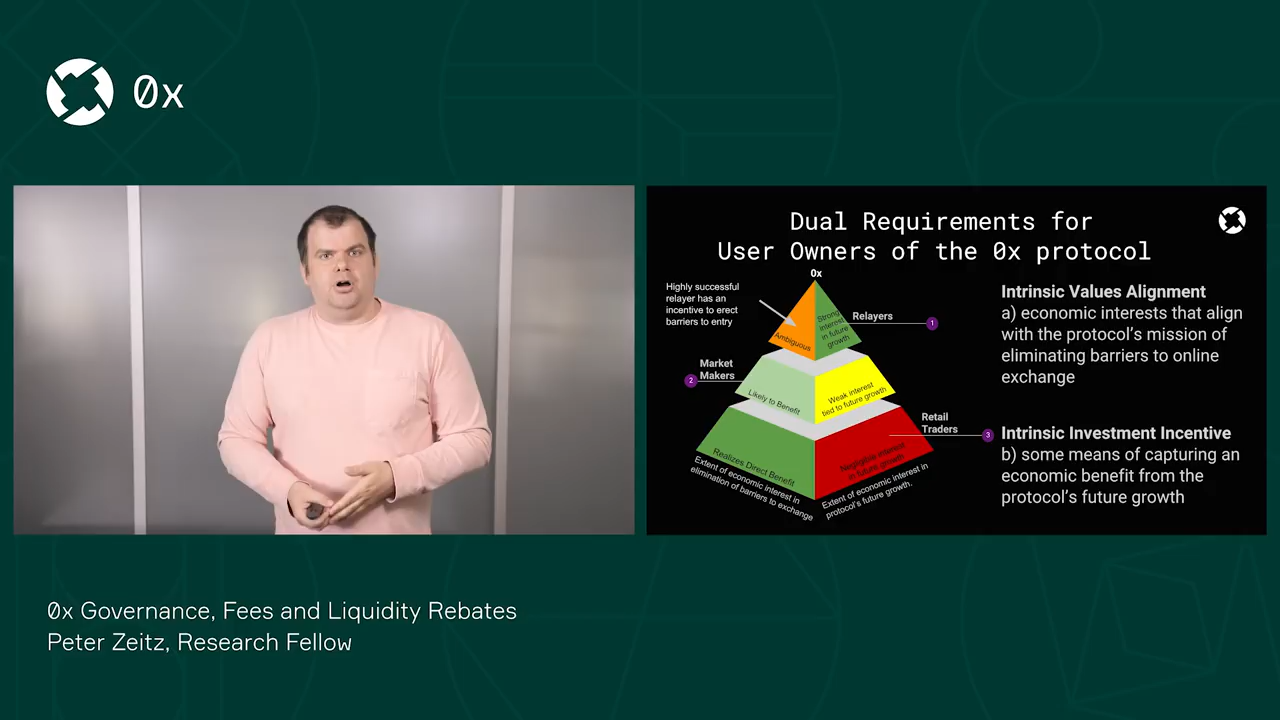 0x
Dual Requirements for
User Owners of the 0x protocol
0x
Highly successful
relayer has an
incentive to erect
barriers to entry
Ambiguous
Strong
interest
in future
growth
Relayers
1
Market
Makers
2
Likely to Benefit
Weak interest
bed to future growth
Retail
Traders
3
Realizes Direct Benefit
Negligible interest
in future growth
Extent of economic interest in
elimination of barriers to exchange
Extent of economic interest in
protocol's future growth.
Intrinsic Values Alignment
a) economic interests that align
with the protocol's mission of
eliminating barriers to online
exchange
Intrinsic Investment Incentive
b) some means of capturing an
economic benefit from the
protocol's future growth
0x Governance, Fees and Liquidity Rebates
Peter Zeitz, Research Fellow